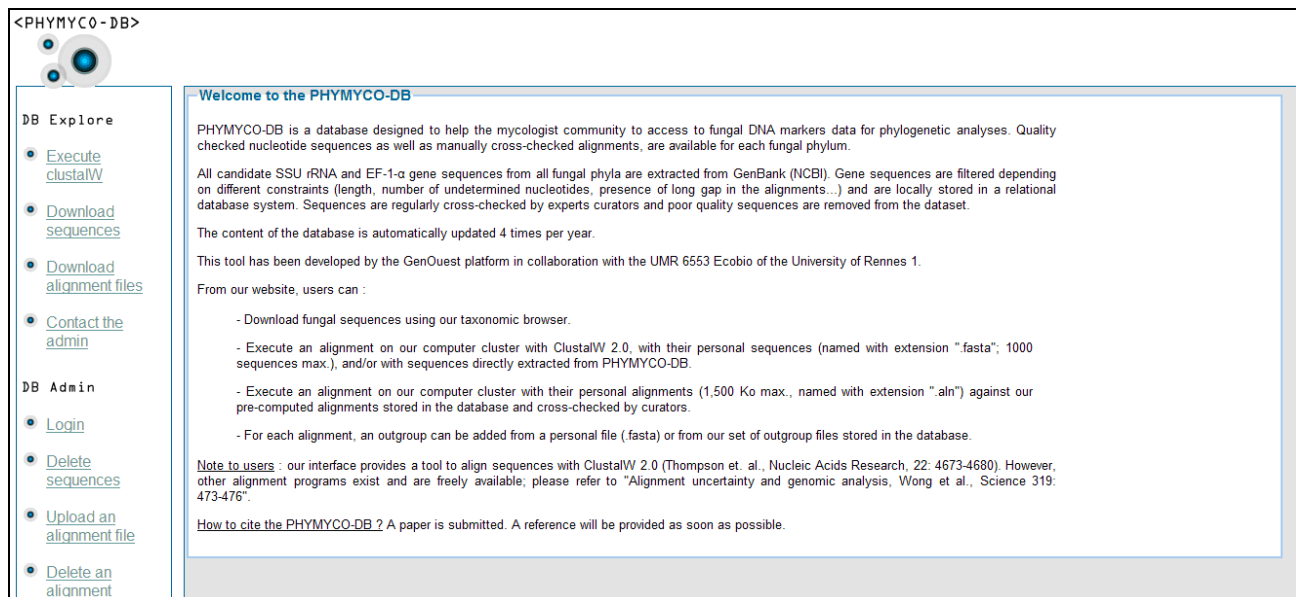 <PHYMYCO-DB>
DB Explore
Execute
clustalW
Download
sequences
Download
alignment files
Contact the
admin
DB Admin
Login
Delete
sequences
Upload an
alignment file
Delete an
alignment
Welcome to the PHYMYCO-DB
PHYMYCO-DB is a database designed to help the mycologist community to access to fungal DNA markers data for phylogenetic analyses. Quality
checked nucleotide sequences as well as manually cross-checked alignments, are available for each fungal phylum.
All candidate SSU rRNA and EF-1-α gene sequences from all fungal phyla are extracted from GenBank (NCBI). Gene sequences are filtered depending
on different constraints (length, number of undetermined nucleotides, presence of long gap in the alignments...) and are locally stored in a relational
database system. Sequences are regularly cross-checked by experts curators and poor quality sequences are removed from the dataset.
The content of the database is automatically updated 4 times per year.
This tool has been developed by the GenOuest platform in collaboration with the UMR 6553 Ecobio of the University of Rennes 1.
From our website, users can :
- Download fungal sequences using our taxonomic browser.
- Execute an alignment on our computer cluster with ClustalW 2.0, with their personal sequences (named with extension ".fasta"; 1000
sequences max.), and/or with sequences directly extracted from PHYMYCO-DB.
- Execute an alignment on our computer cluster with their personal alignments (1,500 Ko max., named with extension ".aln") against our
pre-computed alignments stored in the database and cross-checked by curators.
- For each alignment, an outgroup can be added from a personal file (.fasta) or from our set of outgroup files stored in the database.
Note to users : our interface provides a tool to align sequences with ClustalW 2.0 (Thompson et. al., Nucleic Acids Research, 22: 4673-4680). However,
other alignment programs exist and are freely available; please refer to "Alignment uncertainty and genomic analysis, Wong et al., Science 319:
473-476".
How to cite the PHYMYCO-DB ? A paper is submitted. A reference will be provided as soon as possible.